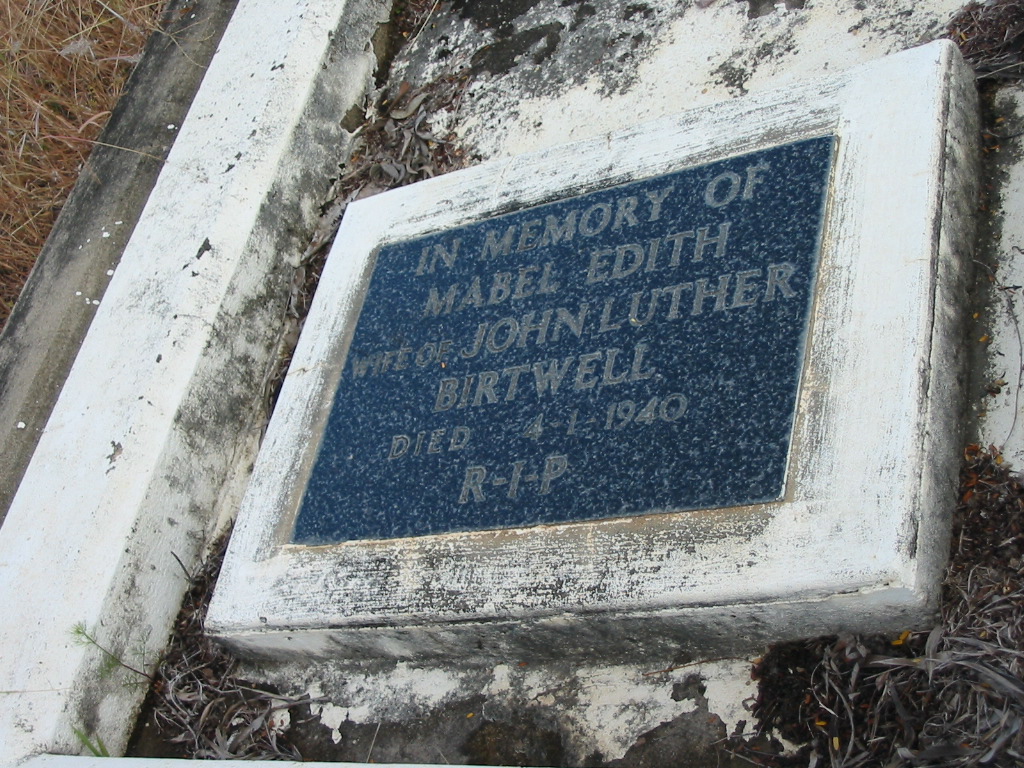 IN MEMORY OF
MABEL EDITH
WIFE OF JOHN LUTHER
BIRTWELL
DIED 4-1-1940
R-I-P